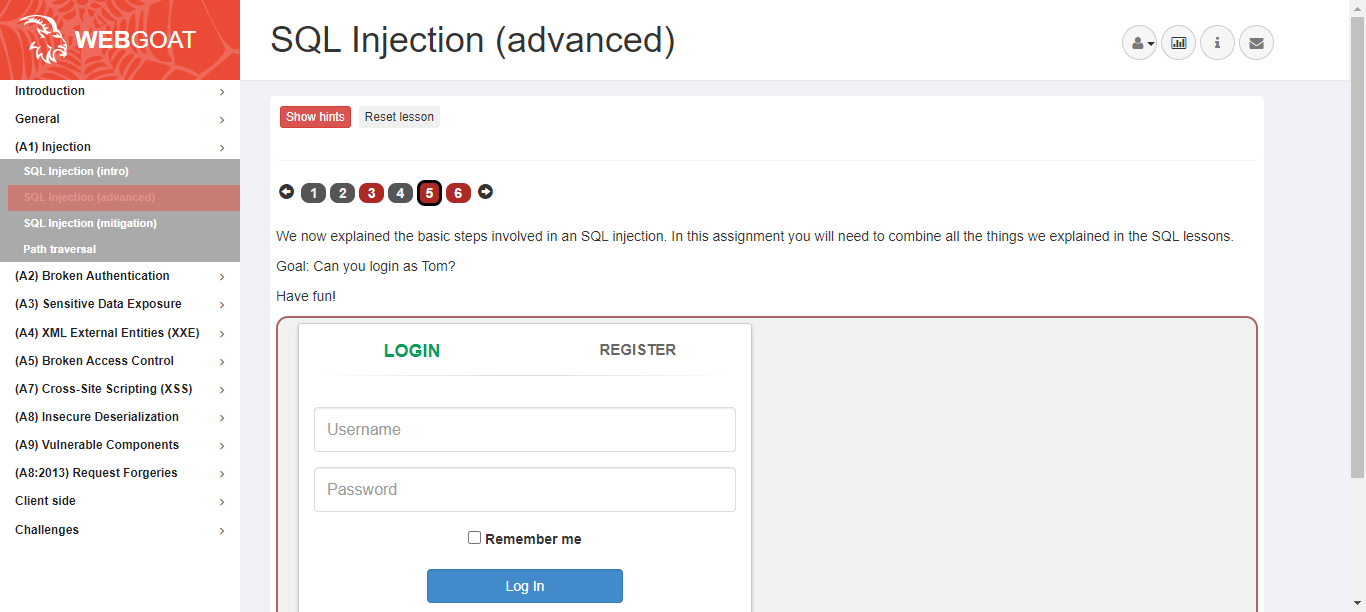 WEBGOAT
SQL Injection (advanced)
Introduction
General
(A1) Injection
SQL Injection (intro)
SQL Injection (advanced)
SQL Injection (mitigation)
Path traversal
(A2) Broken Authentication
(A3) Sensitive Data Exposure
(A4) XML External Entities (XXE)
(A5) Broken Access Control
(A7) Cross-Site Scripting (XSS)
(A8) Insecure Deserialization
(A9) Vulnerable Components
(A8:2013) Request Forgeries
Client side
Challenges
Show hints Reset lesson
1 2 3 4 5 6
We now explained the basic steps involved in an SQL injection. In this assignment you will need to combine all the things we explained in the SQL lessons.
Goal: Can you login as Tom?
Have fun!
LOGIN REGISTER
Username
Password
Remember me
Log In